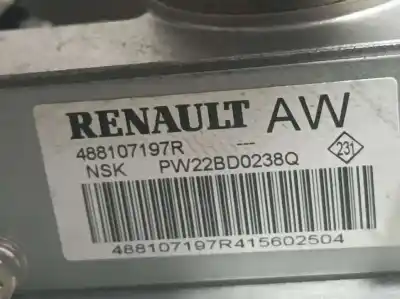 RENAULT AW
488107197R ---
NSK PW22BD0238Q 231
488107197R415602504